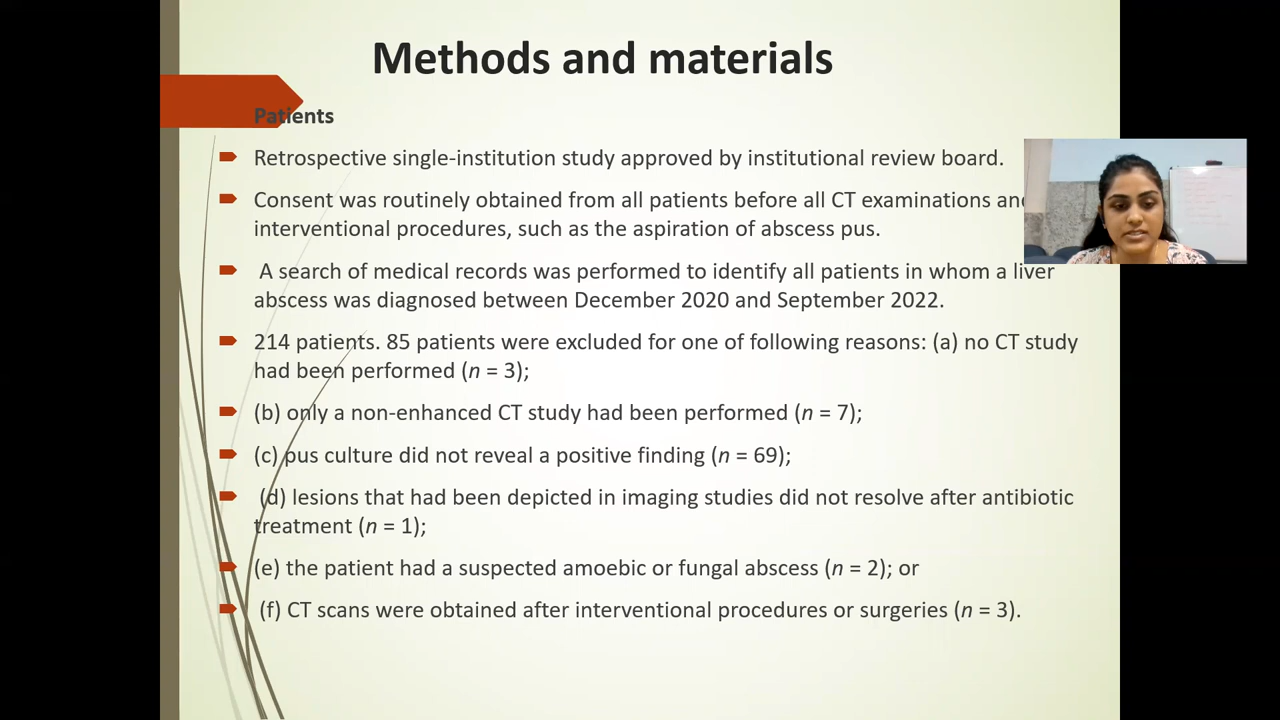 Methods and materials
Patients
Retrospective single-institution study approved by institutional review board.
Consent was routinely obtained from all patients before all CT examinations and
interventional procedures, such as the aspiration of abscess pus.
A search of medical records was performed to identify all patients in whom a liver
abscess was diagnosed between December 2020 and September 2022.
214 patients. 85 patients were excluded for one of following reasons: (a) no CT study
had been performed (n = 3);
(b) only a non-enhanced CT study had been performed (n = 7);
(c) pus culture did not reveal a positive finding (n = 69);
(d) lesions that had been depicted in imaging studies did not resolve after antibiotic
treatment (n = 1);
(e) the patient had a suspected amoebic or fungal abscess (n = 2); or
(f) CT scans were obtained after interventional procedures or surgeries (n = 3).